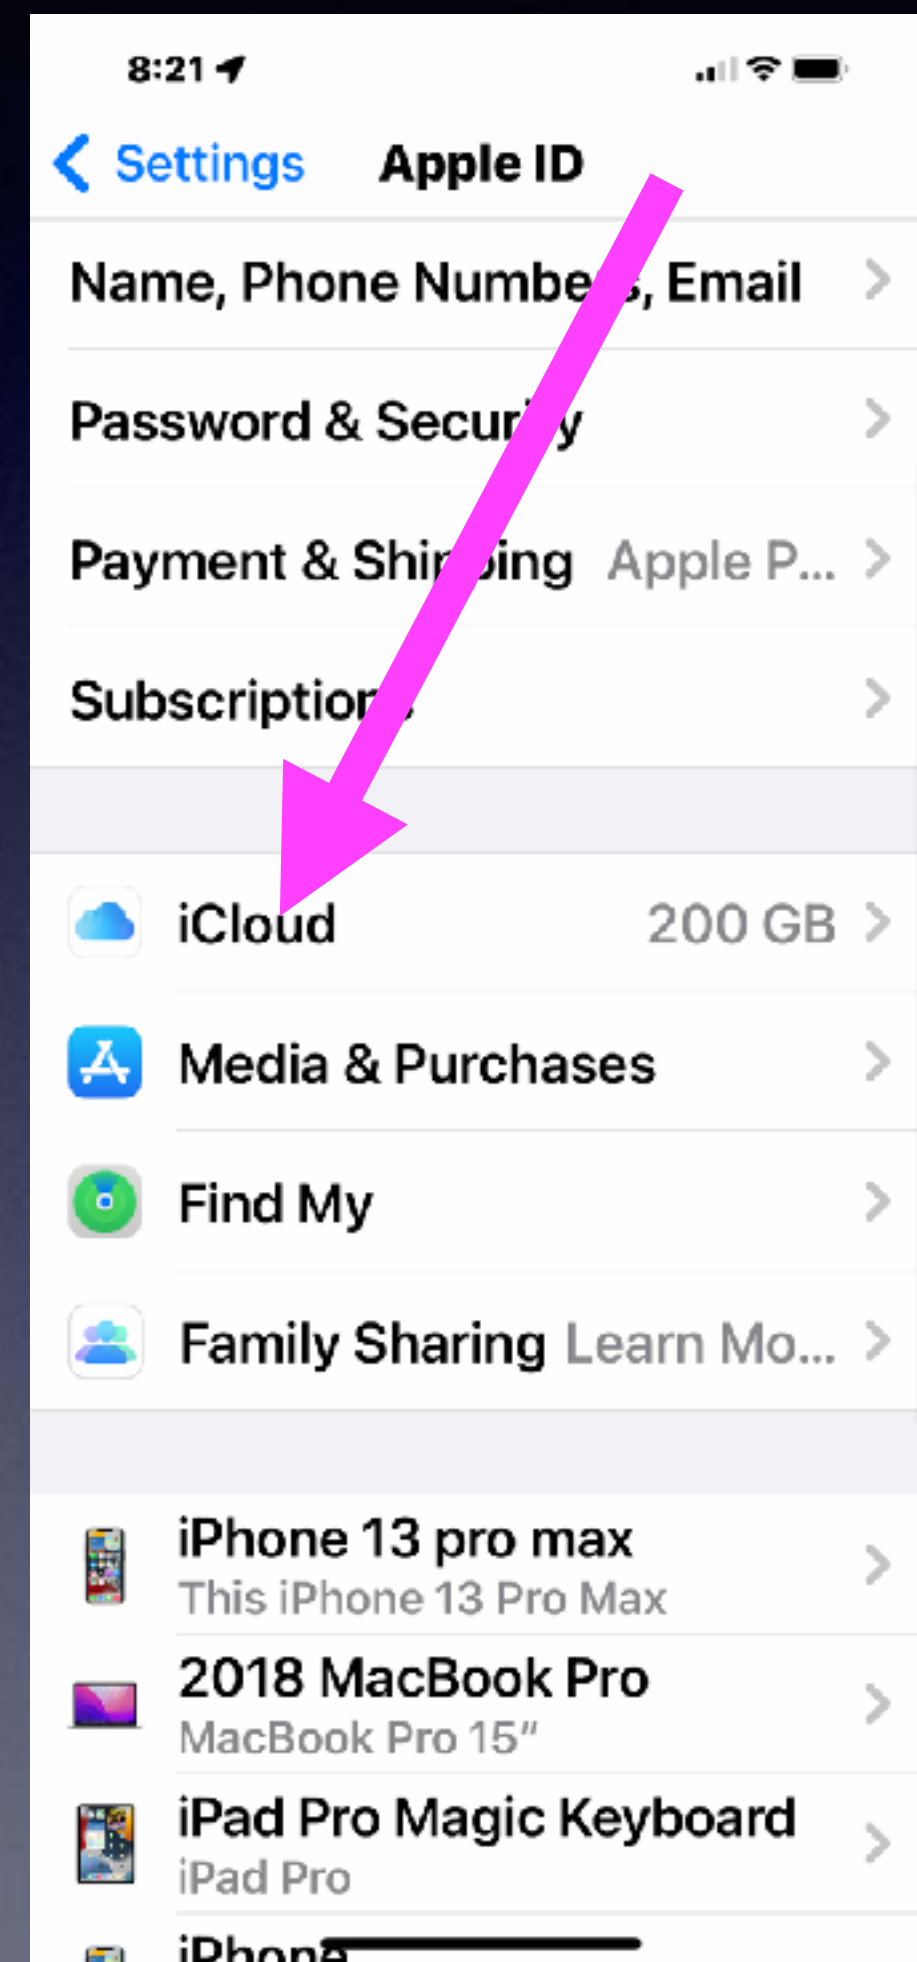 8:21
Settings Apple ID
Name, Phone Numbers, Email
Password & Security
Payment & Shipping Apple P...
Subscriptions
iCloud 200 GB
Media & Purchases
Find My
Family Sharing Learn Mo...
iPhone 13 pro max
This iPhone 13 Pro Max
2018 MacBook Pro
MacBook Pro 15"
iPad Pro Magic Keyboard
iPad Pro
iPhone